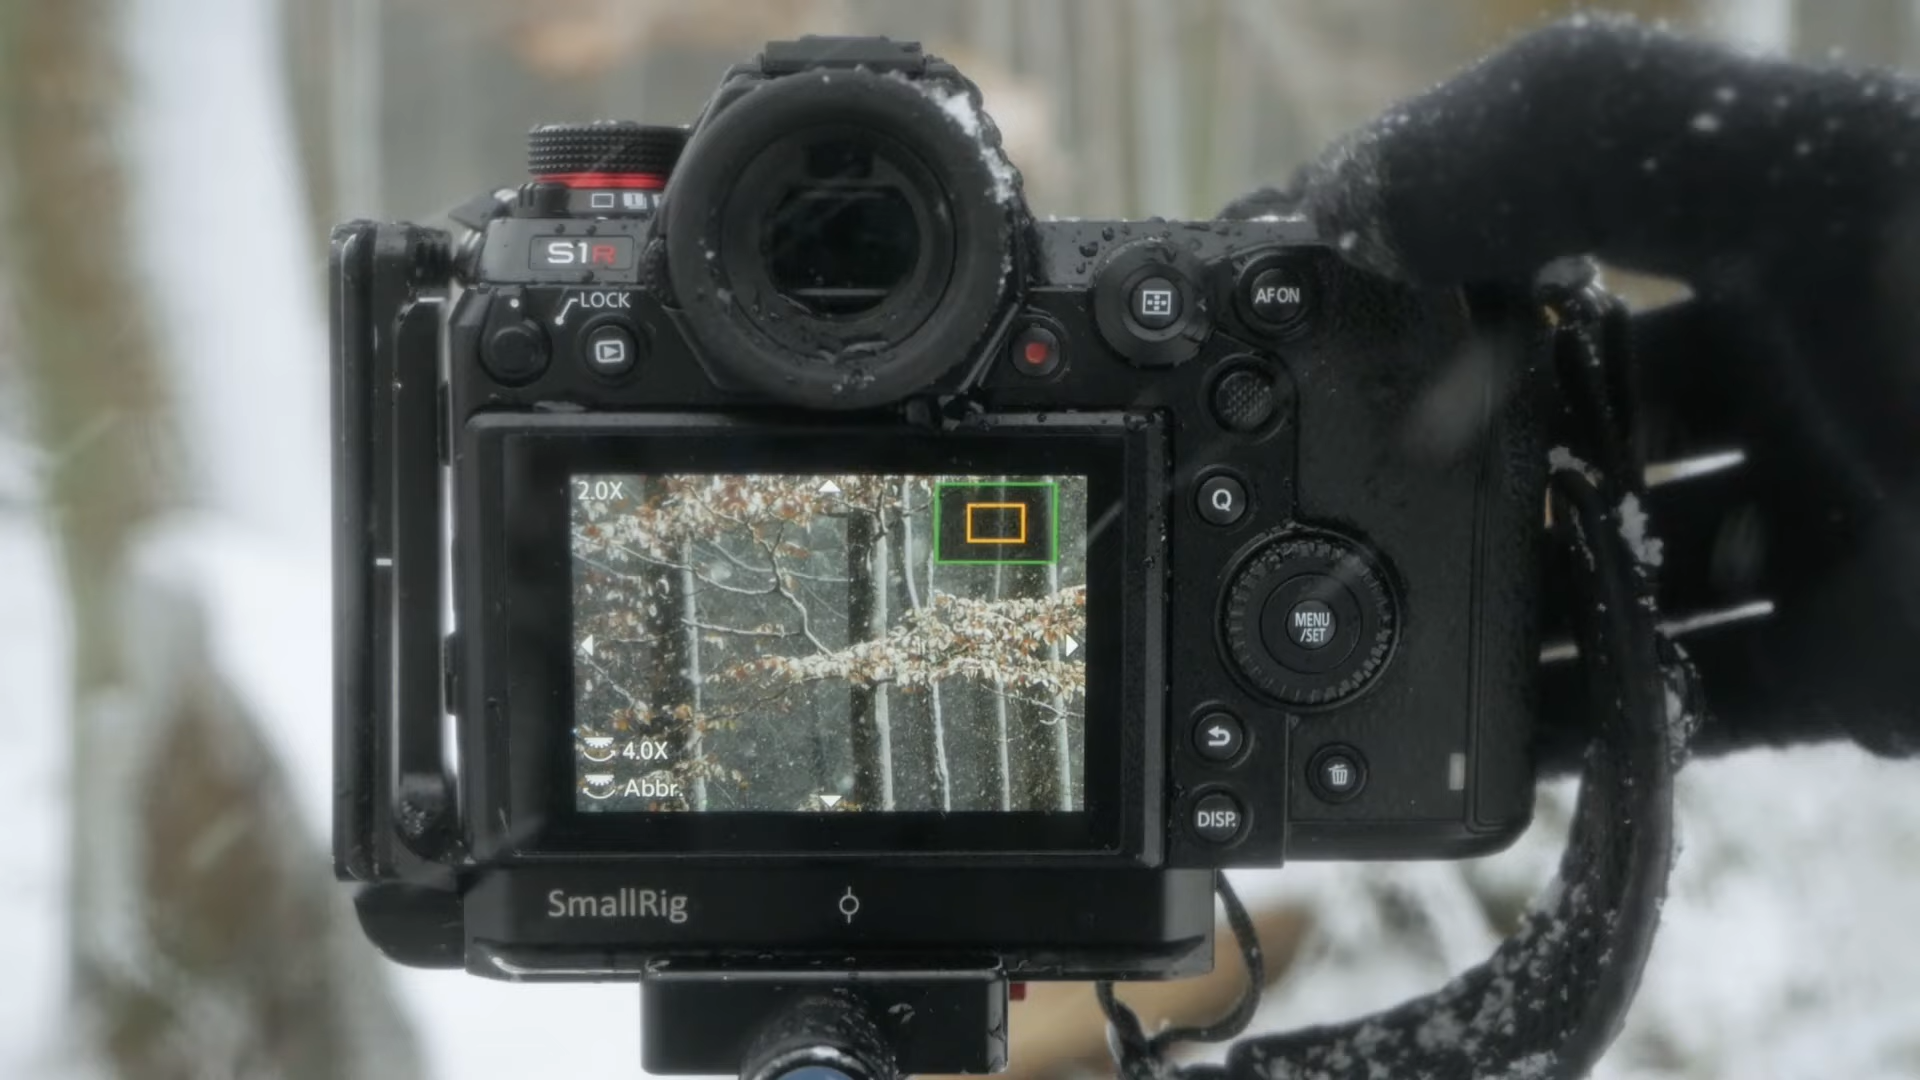 S1R
LOCK
AF ON
2.0X
Q
MENU
/SET
4.0X
Abbr.
DISP.
SmallRig